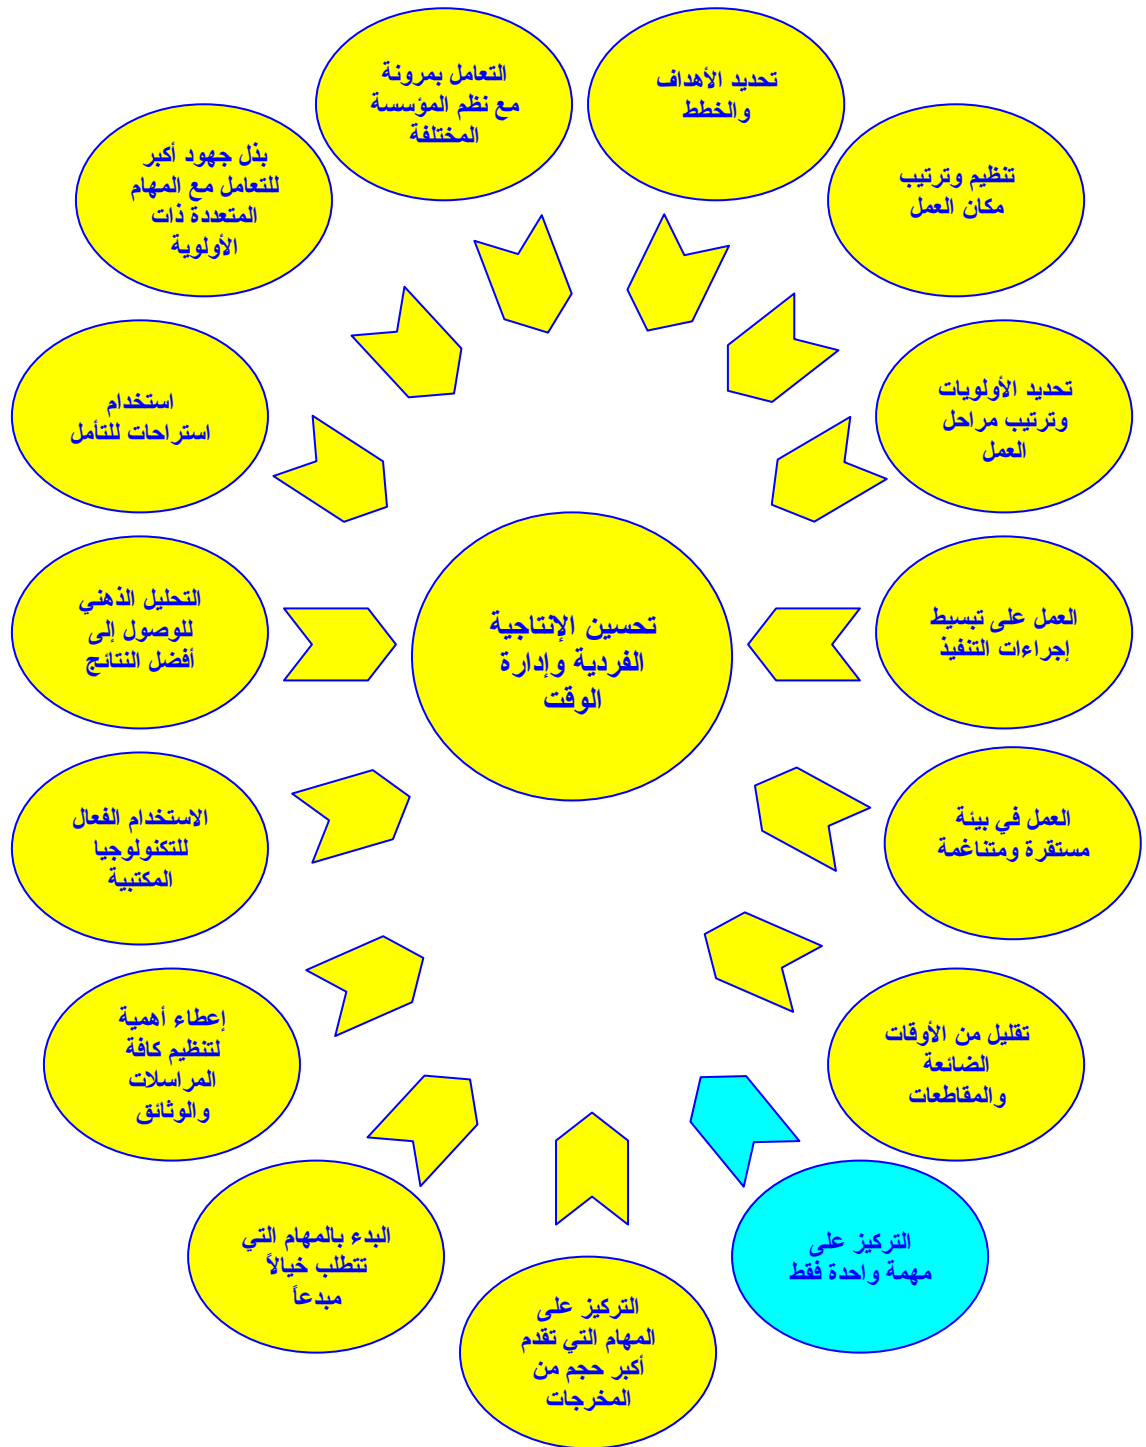 تحديد الأهداف
والخطط
تنظيم وترتيب
مكان العمل
تحديد الأولويات
وترتيب مراحل
العمل
العمل على تبسيط
إجراءات التنفيذ
العمل في بيئة
مستقرة ومتناغمة
تقليل من الأوقات
الضائعة
والمقاطعات
التركيز على
مهمة واحدة فقط
التركيز على
المهام التي تقدم
أكبر حجم من
المخرجات
البدء بالمهام التي
تتطلب خيالاً
مبدعاً
إعطاء أهمية
لتنظيم كافة
المراسلات
والوثائق
الاستخدام الفعال
للتكنولوجيا
المكتبية
التحليل الذهني
للوصول إلى
أفضل النتائج
استخدام
استراحات للتأمل
بذل جهود أكبر
للتعامل مع المهام
المتعددة ذات
الأولوية
التعامل بمرونة
مع نظم المؤسسة
المختلفة
تحسين الإنتاجية
الفردية وإدارة
الوقت